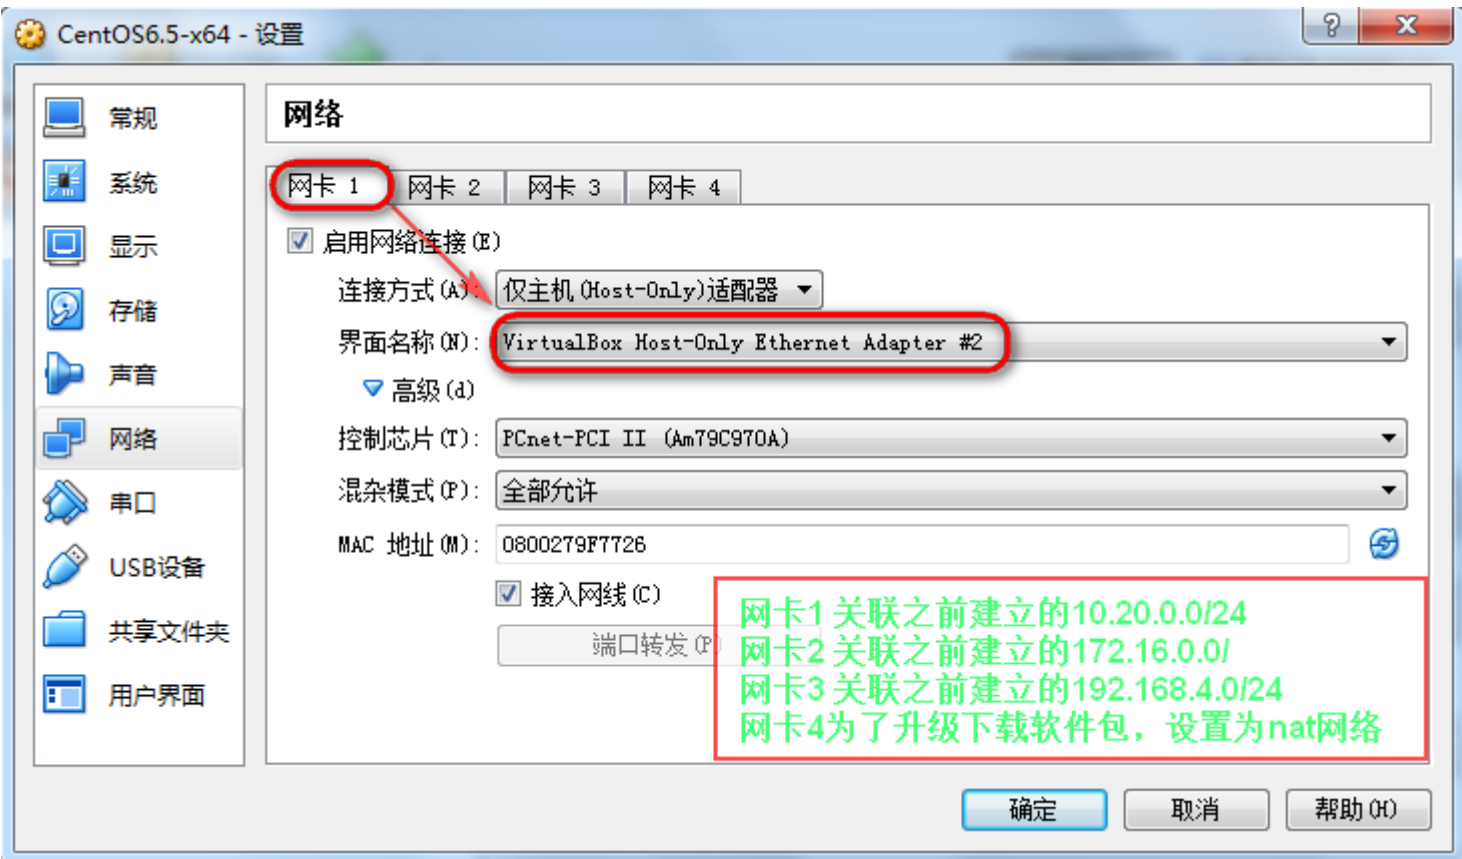 CentOS6.5-x64 - 设置
常规
系统
显示
存储
声音
网络
串口
USB设备
共享文件夹
用户界面
网络
网卡 1
网卡 2
网卡 3
网卡 4
启用网络连接(E)
连接方式(A): 仅主机(Host-Only)适配器
界面名称(N): VirtualBox Host-Only Ethernet Adapter #2
高级(d)
控制芯片(T): PCnet-PCI II (Am79C970A)
混杂模式(P): 全部允许
MAC 地址(M): 0800279F7726
接入网线(C)
端口转发(P)
网卡1 关联之前建立的10.20.0.0/24
网卡2 关联之前建立的172.16.0.0/
网卡3 关联之前建立的192.168.4.0/24
网卡4为了升级下载软件包，设置为nat网络
确定
取消
帮助(H)